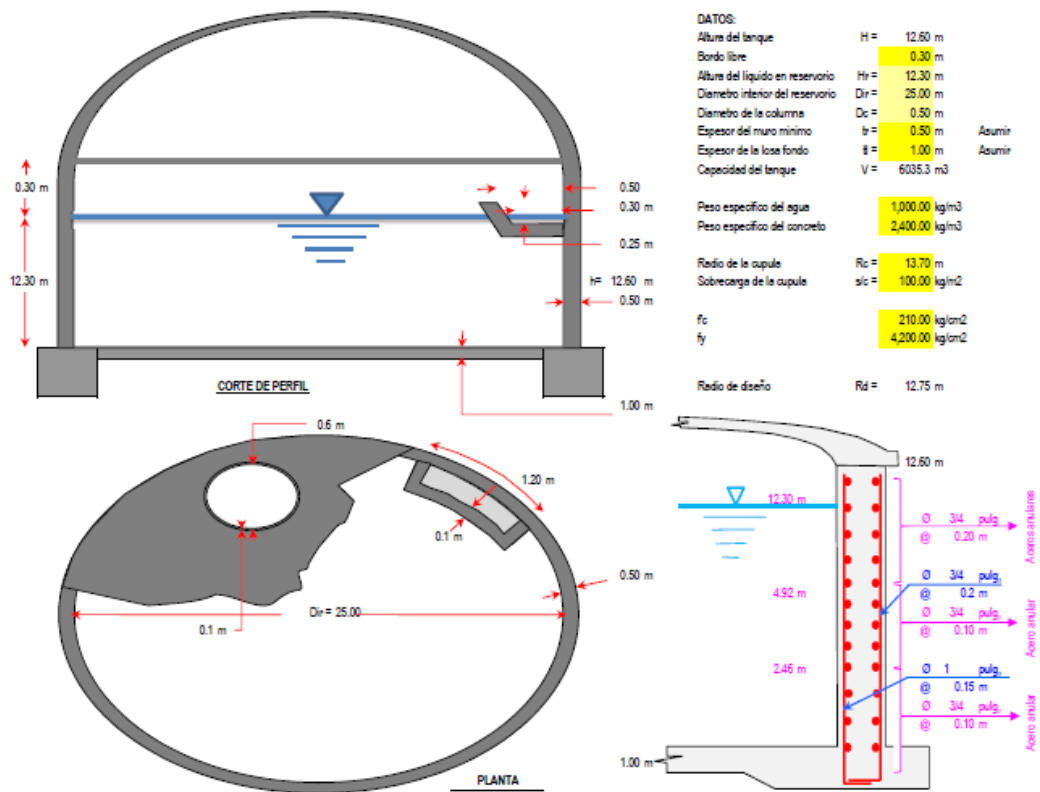 DATOS:
Altura del tanque H = 12.60 m
Bordo libre 0.30 m
Altura del liquido en reservorio Hr = 12.30 m
Diametro interior del reservorio Dir = 25.00 m
Diametro de la columna Dc = 0.50 m
Espesor del muro minimo tr = 0.50 m Asumir
Espesor de la losa fondo tl = 1.00 m Asumir
Capacidad del tanque V = 6035.3 m3
Peso especifico del agua 1,000.00 kg/m3
Peso especifico del concreto 2,400.00 kg/m3
Radio de la cupula Rc = 13.70 m
Sobrecarga de la cupula s/c = 100.00 kg/m2
f'c 210.00 kg/cm2
fy 4,200.00 kg/cm2
Radio de diseño Rd = 12.75 m
0.30 m
12.30 m
0.50
0.30 m
0.25 m
h= 12.60 m
0.50 m
CORTE DE PERFIL
1.00 m
0.6 m
1.20 m
0.1 m
0.50 m
Dir = 25.00
0.1 m
PLANTA
12.60 m
12.30 m
4.92 m
2.46 m
1.00 m
Ø 3/4 pulg
@ 0.20 m
Aceros anulares
Ø 3/4 pulg,
@ 0.2 m
Ø 3/4 pulg,
@ 0.10 m
Acero anular
Ø 1 pulg,
@ 0.15 m
Ø 3/4 pulg,
@ 0.10 m
Acero anular